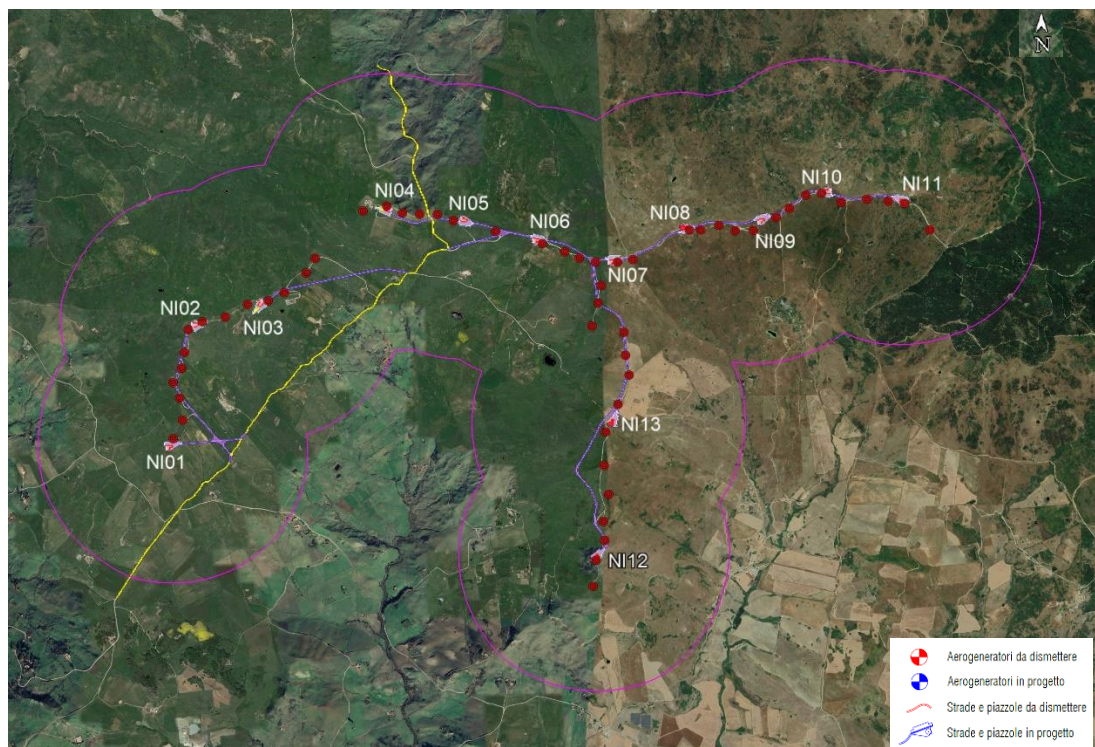 N
NI10
NI11
NI04
NI05
NI06
NI08
NI09
NI07
NI02
NI03
NI13
NI01
NI12
Aerogeneratori da dismettere
Aerogeneratori in progetto
Strade e piazzole da dismettere
Strade e piazzole in progetto